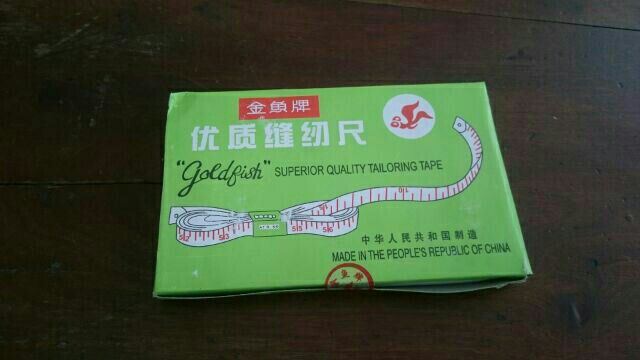 金魚牌
优质缝纫尺
"Goldfish" SUPERIOR QUALITY TAILORING TAPE
中华人民共和国制造
MADE IN THE PEOPLE'S REPUBLIC OF CHINA